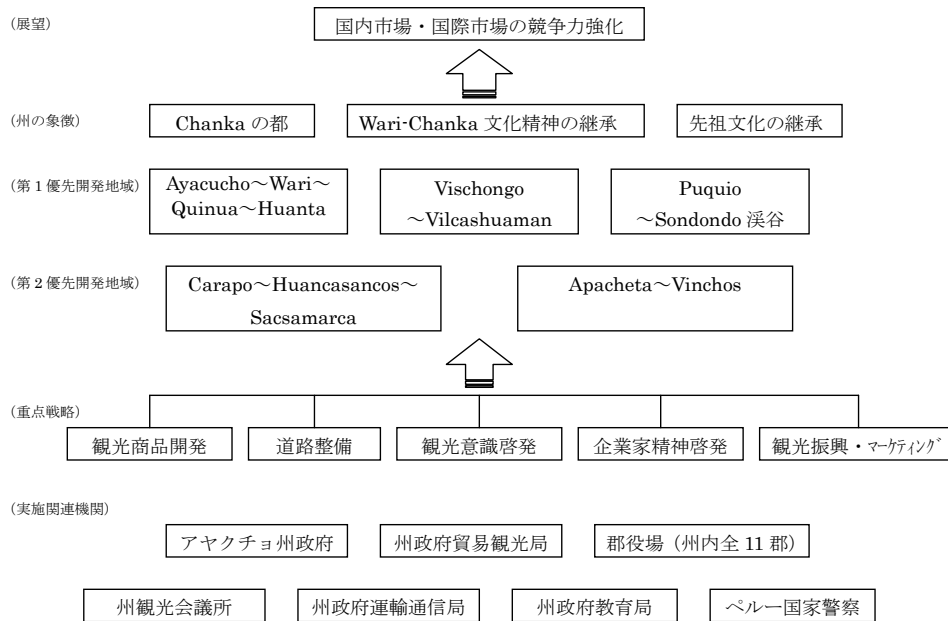 (展望)
国内市場・国際市場の競争力強化
(州の象徴)
Chanka の都
Wari-Chanka 文化精神の継承
先祖文化の継承
(第1優先開発地域)
Ayacucho～Wari～
Quinua～Huanta
Vischongo
～Vilcashuaman
Puquio
～Sondondo 渓谷
(第2優先開発地域)
Carapo～Huancasancos～
Sacsamarca
Apacheta～Vinchos
(重点戦略)
観光商品開発
道路整備
観光意識啓発
企業家精神啓発
観光振興・ﾏｰｹﾃｨﾝｸﾞ
(実施関連機関)
アヤクチョ州政府
州政府貿易観光局
郡役場（州内全 11 郡）
州観光会議所
州政府運輸通信局
州政府教育局
ペルー国家警察